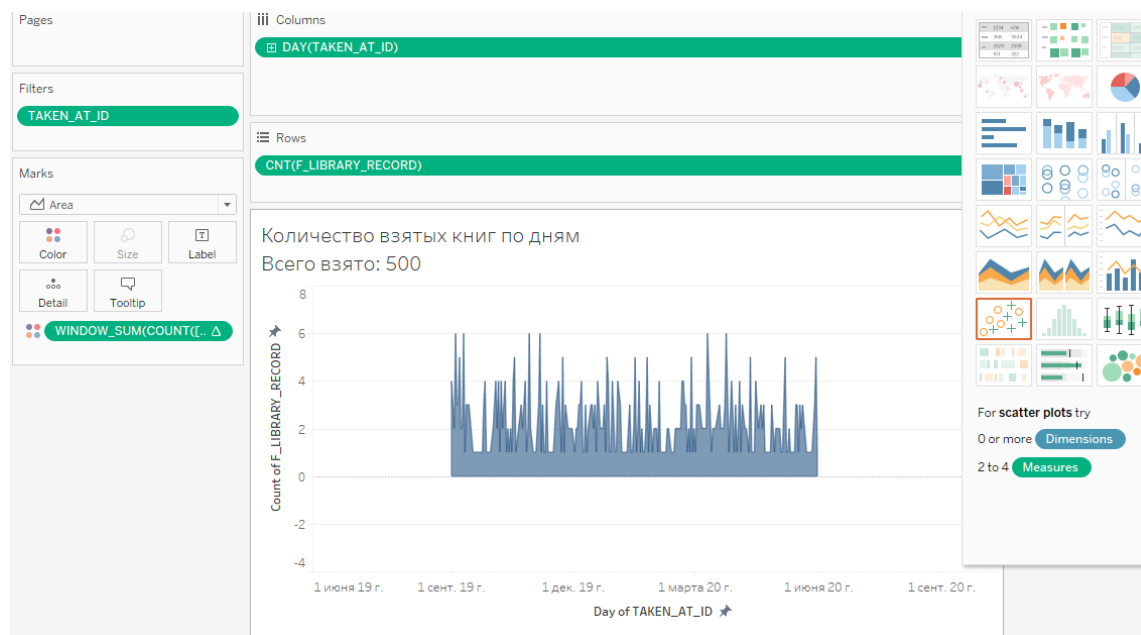 Pages
Columns
DAY(TAKEN_AT_ID)
Filters
TAKEN_AT_ID
Rows
CNT(F_LIBRARY_RECORD)
Marks
Area
Color
Size
Label
Detail
Tooltip
WINDOW_SUM(COUNT([..
Количество взятых книг по дням
Всего взято: 500
Count of F_LIBRARY_RECORD
8
6
4
2
0
-2
-4
1 июня 19 г.
1 сент. 19 г.
1 дек. 19 г.
1 марта 20 г.
1 июня 20 г.
1 сент. 20 г.
Day of TAKEN_AT_ID
For scatter plots try
0 or more Dimensions
2 to 4 Measures